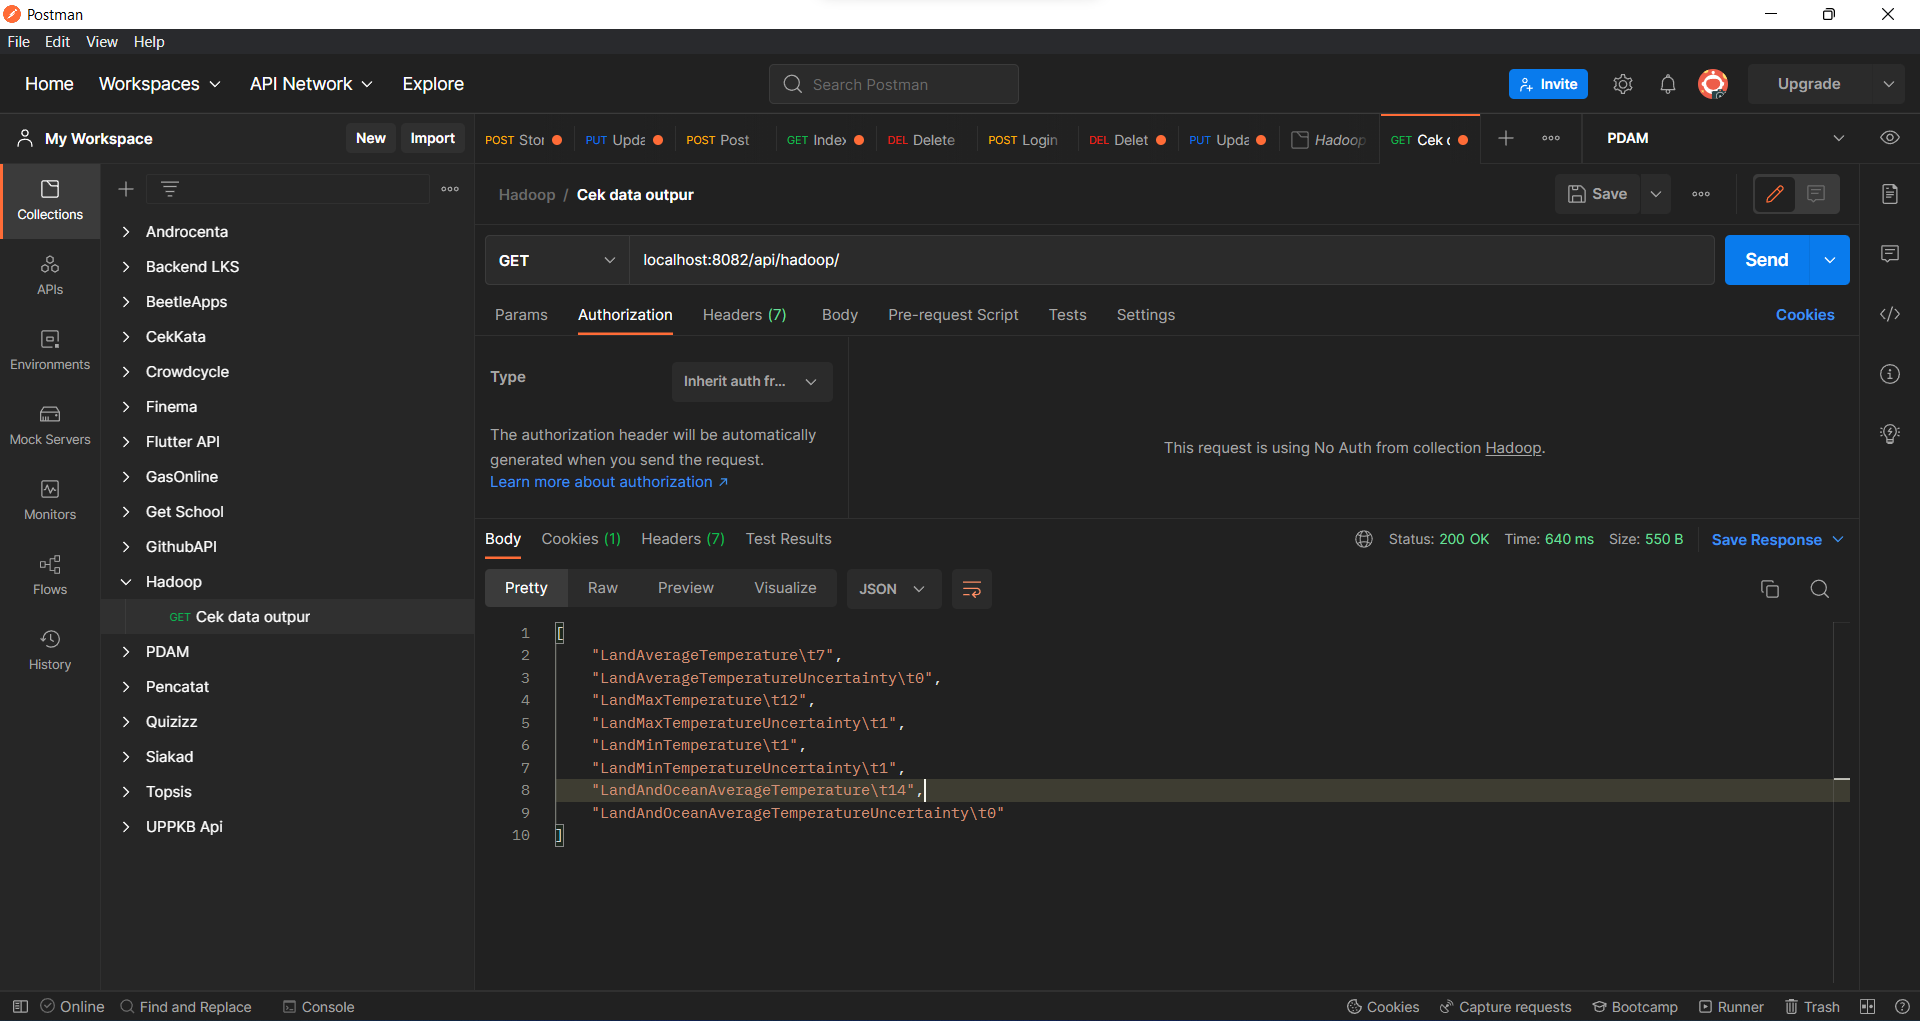 Postman
File Edit View Help
Home Workspaces API Network Explore
Search Postman
Invite
Upgrade
My Workspace
New
Import
POST Stor
PUT Upda
POST Post
GET Index
DEL Delete
POST Login
DEL Delet
PUT Upda
Hadoop
GET Cek
PDAM
Collections
APIs
Environments
Mock Servers
Monitors
Flows
History
Androcenta
Backend LKS
BeetleApps
CekKata
Crowdcycle
Finema
Flutter API
GasOnline
Get School
GithubAPI
Hadoop
GET Cek data outpur
PDAM
Pencatat
Quizizz
Siakad
Topsis
UPPKB Api
Hadoop / Cek data outpur
Save
GET
localhost:8082/api/hadoop/
Send
Params Authorization Headers (7) Body Pre-request Script Tests Settings
Cookies
Type
Inherit auth fr...
The authorization header will be automatically
generated when you send the request.
Learn more about authorization ↗
This request is using No Auth from collection Hadoop.
Body Cookies (1) Headers (7) Test Results
Status: 200 OK Time: 640 ms Size: 550 B
Save Response
Pretty Raw Preview Visualize
JSON
1 [
2 "LandAverageTemperature\t7",
3 "LandAverageTemperatureUncertainty\t0",
4 "LandMaxTemperature\t12",
5 "LandMaxTemperatureUncertainty\t1",
6 "LandMinTemperature\t1",
7 "LandMinTemperatureUncertainty\t1",
8 "LandAndOceanAverageTemperature\t14",
9 "LandAndOceanAverageTemperatureUncertainty\t0"
10 ]
Online
Find and Replace
Console
Cookies
Capture requests
Bootcamp
Runner
Trash